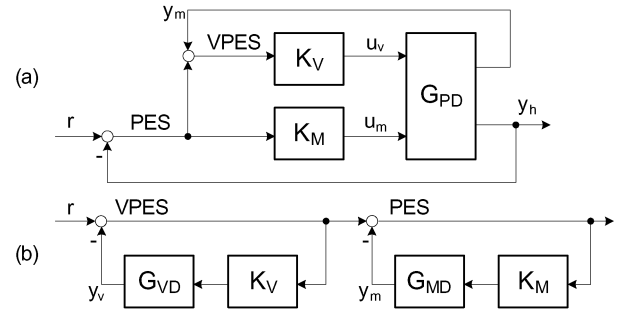 y_m
VPES
K_V
u_v
(a)
G_PD
y_h
r
PES
K_M
u_m
-
r
VPES
PES
(b)
-
-
y_v
G_VD
K_V
y_m
G_MD
K_M